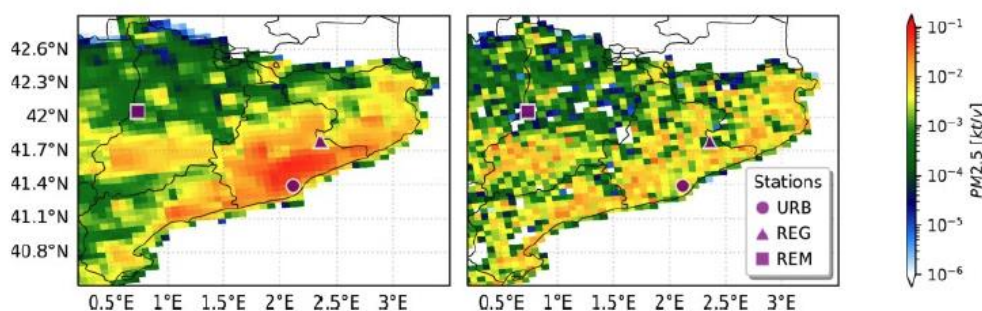 42.6°N
42.3°N
42°N
41.7°N
41.4°N
41.1°N
40.8°N
0.5°E 1°E 1.5°E 2°E 2.5°E 3°E
0.5°E 1°E 1.5°E 2°E 2.5°E 3°E
Stations
URB
REG
REM
10⁻¹
10⁻²
10⁻³
10⁻⁴
10⁻⁵
10⁻⁶
PM2.5 [kt/y]